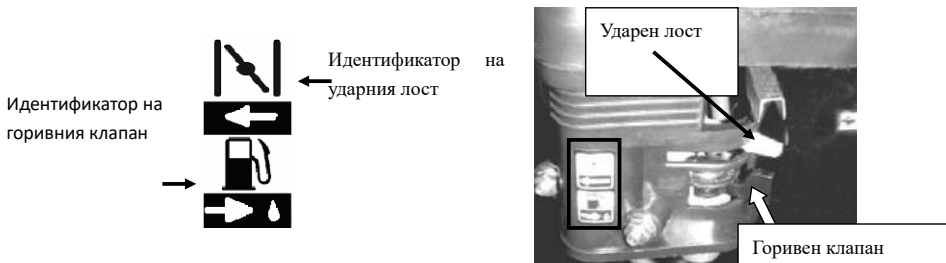 Идентификатор на
горивния клапан
Идентификатор на
ударния лост
Ударен лост
Горивен клапан